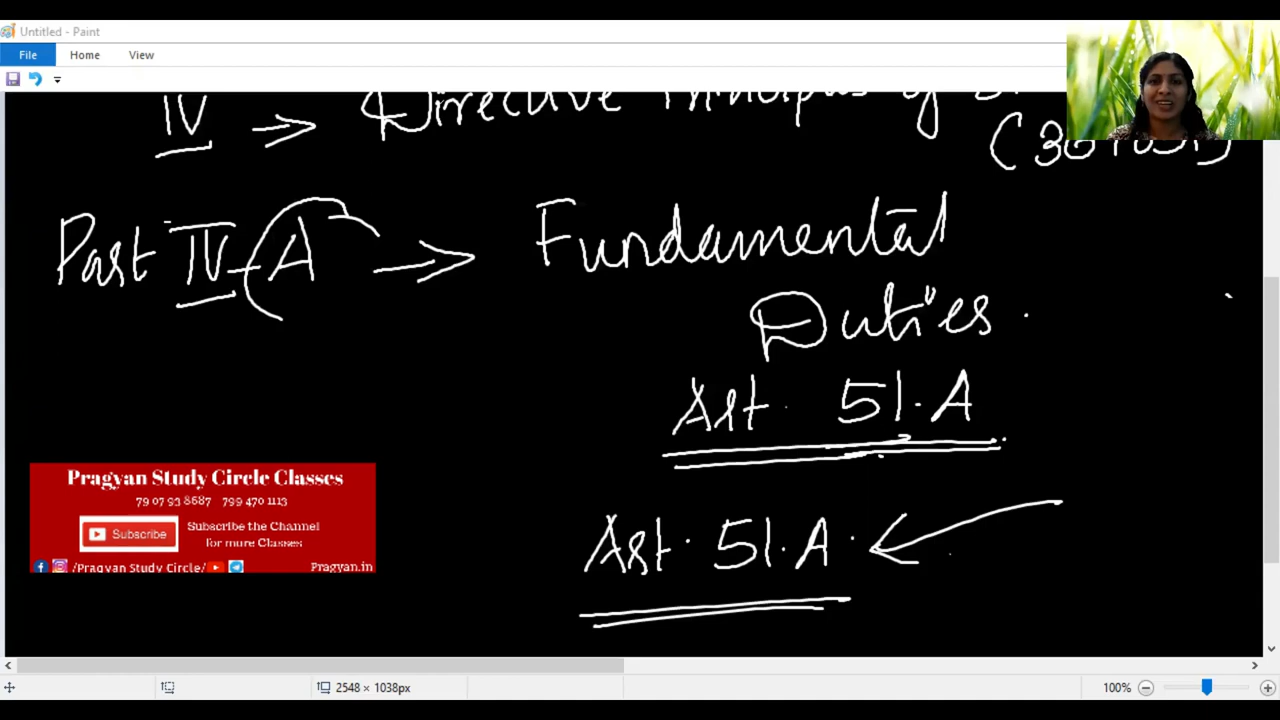 Untitled - Paint
File Home View
IV → Directive Principles of
Part IV-A → Fundamental
Duties.
Art. 51.A
Pragyan Study Circle Classes
79 07 93 8687 799 470 1113
Subscribe
Subscribe the Channel
for more Classes
/Pragyan Study Circle/
Pragyan.in
Art. 51.A.
2548 × 1038px
100%